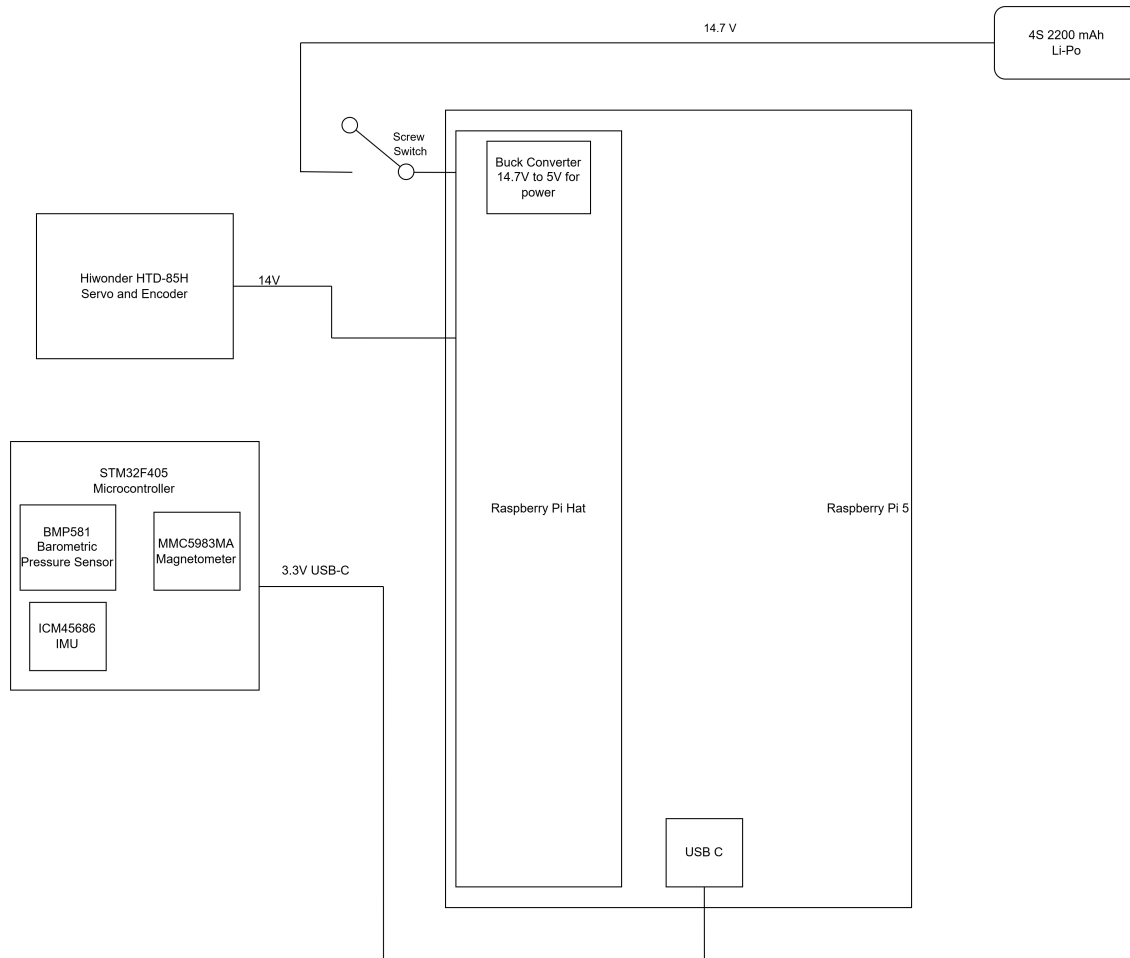 14.7 V
4S 2200 mAh
Li-Po
Screw
Switch
Buck Converter
14.7V to 5V for
power
Hiwonder HTD-85H
Servo and Encoder
14V
STM32F405
Microcontroller
BMP581
Barometric
Pressure Sensor
MMC5983MA
Magnetometer
ICM45686
IMU
3.3V USB-C
Raspberry Pi Hat
Raspberry Pi 5
USB C